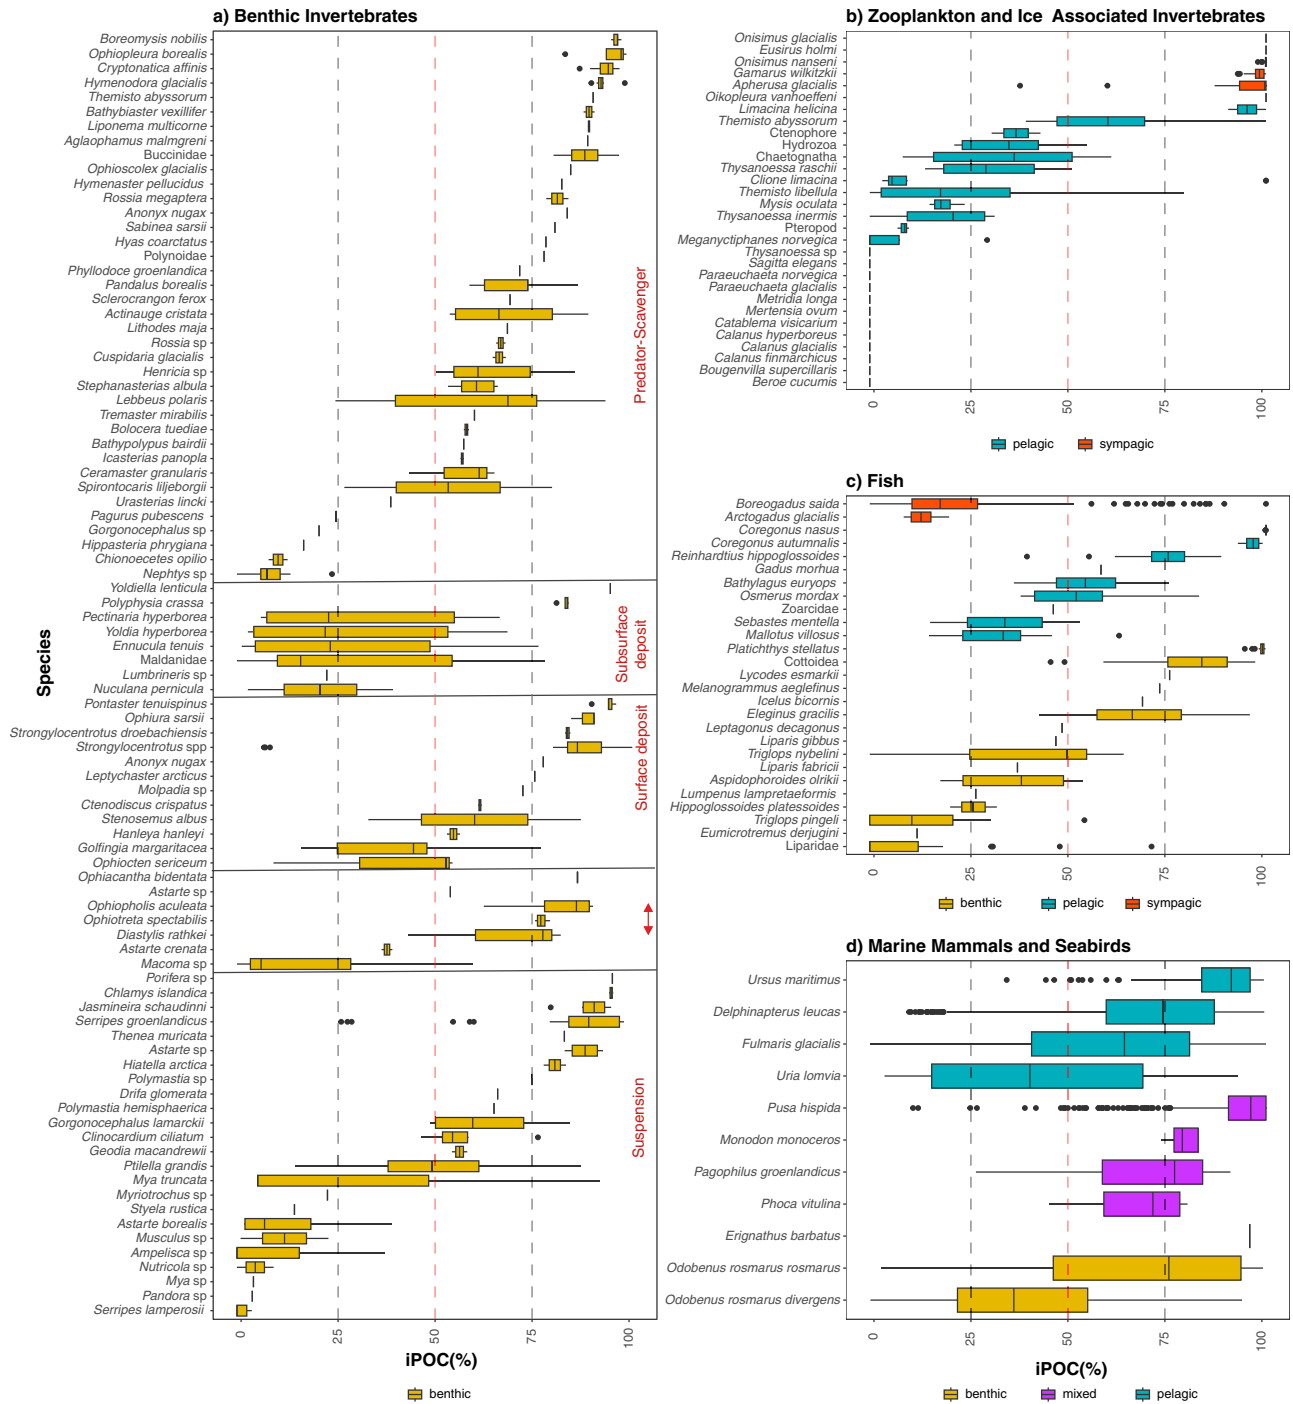 a) Benthic Invertebrates
Boreomysis nobilis
Ophiopleura borealis
Cryptonatica affinis
Hymenodora glacialis
Themisto abyssorum
Bathybiaster vexillifer
Liponema multicorne
Aglaophamus malmgreni
Buccinidae
Ophioscolex glacialis
Hymenaster pellucidus
Rossia megaptera
Anonyx nugax
Sabinea sarsii
Hyas coarctatus
Polynoidae
Phyllodoce groenlandica
Pandalus borealis
Sclerocrangon ferox
Actinauge cristata
Lithodes maja
Rossia sp
Cuspidaria glacialis
Henricia sp
Stephanasterias albula
Lebbeus polaris
Tremaster mirabilis
Bolocera tuediae
Bathypolypus bairdii
Icasterias panopla
Ceramaster granularis
Spirontocaris liljeborgii
Urasterias lincki
Pagurus pubescens
Gorgonocephalus sp
Hippasteria phrygiana
Chionoecetes opilio
Nephtys sp
Predator-Scavenger
Yoldiella lenticula
Polyphysia crassa
Pectinaria hyperborea
Yoldia hyperborea
Ennucula tenuis
Maldanidae
Lumbrineris sp
Nuculana pernicula
Subsurface
deposit
Species
Pontaster tenuispinus
Ophiura sarsii
Strongylocentrotus droebachiensis
Strongylocentrotus spp
Anonyx nugax
Leptychaster arcticus
Molpadia sp
Ctenodiscus crispatus
Stenosemus albus
Hanleya hanleyi
Golfingia margaritacea
Ophiocten sericeum
Surface deposit
Ophiacantha bidentata
Astarte sp
Ophiopholis aculeata
Ophiotreta spectabilis
Diastylis rathkei
Astarte crenata
Macoma sp
Porifera sp
Chlamys islandica
Jasmineira schaudinni
Serripes groenlandicus
Thenea muricata
Astarte sp
Hiatella arctica
Polymastia sp
Drifa glomerata
Polymastia hemisphaerica
Gorgonocephalus lamarckii
Clinocardium ciliatum
Geodia macandrewii
Ptilella grandis
Mya truncata
Myriotrochus sp
Styela rustica
Astarte borealis
Musculus sp
Ampelisca sp
Nutricola sp
Mya sp
Pandora sp
Serripes lamperosii
Suspension
0 25 50 75 100
iPOC(%)
benthic
b) Zooplankton and Ice Associated Invertebrates
Onisimus glacialis
Eusirus holmi
Onisimus nanseni
Gamarus wilkitzkii
Apherusa glacialis
Oikopleura vanhoeffeni
Limacina helicina
Themisto abyssorum
Ctenophore
Hydrozoa
Chaetognatha
Thysanoessa raschii
Clione limacina
Themisto libellula
Mysis oculata
Thysanoessa inermis
Pteropod
Meganyctiphanes norvegica
Thysanoessa sp
Sagitta elegans
Paraeuchaeta norvegica
Paraeuchaeta glacialis
Metridia longa
Mertensia ovum
Catablema visicarium
Calanus hyperboreus
Calanus glacialis
Calanus finmarchicus
Bougenvilla supercillaris
Beroe cucumis
0 25 50 75 100
pelagic sympagic
c) Fish
Boreogadus saida
Arctogadus glacialis
Coregonus nasus
Coregonus autumnalis
Reinhardtius hippoglossoides
Gadus morhua
Bathylagus euryops
Osmerus mordax
Zoarcidae
Sebastes mentella
Mallotus villosus
Platichthys stellatus
Cottoidea
Lycodes esmarkii
Melanogrammus aeglefinus
Icelus bicornis
Eleginus gracilis
Leptagonus decagonus
Liparis gibbus
Triglops nybelini
Liparis fabricii
Aspidophoroides olrikii
Lumpenus lampretaeformis
Hippoglossoides platessoides
Triglops pingeli
Eumicrotremus derjugini
Liparidae
0 25 50 75 100
benthic pelagic sympagic
d) Marine Mammals and Seabirds
Ursus maritimus
Delphinapterus leucas
Fulmaris glacialis
Uria lomvia
Pusa hispida
Monodon monoceros
Pagophilus groenlandicus
Phoca vitulina
Erignathus barbatus
Odobenus rosmarus rosmarus
Odobenus rosmarus divergens
0 25 50 75 100
iPOC(%)
benthic mixed pelagic